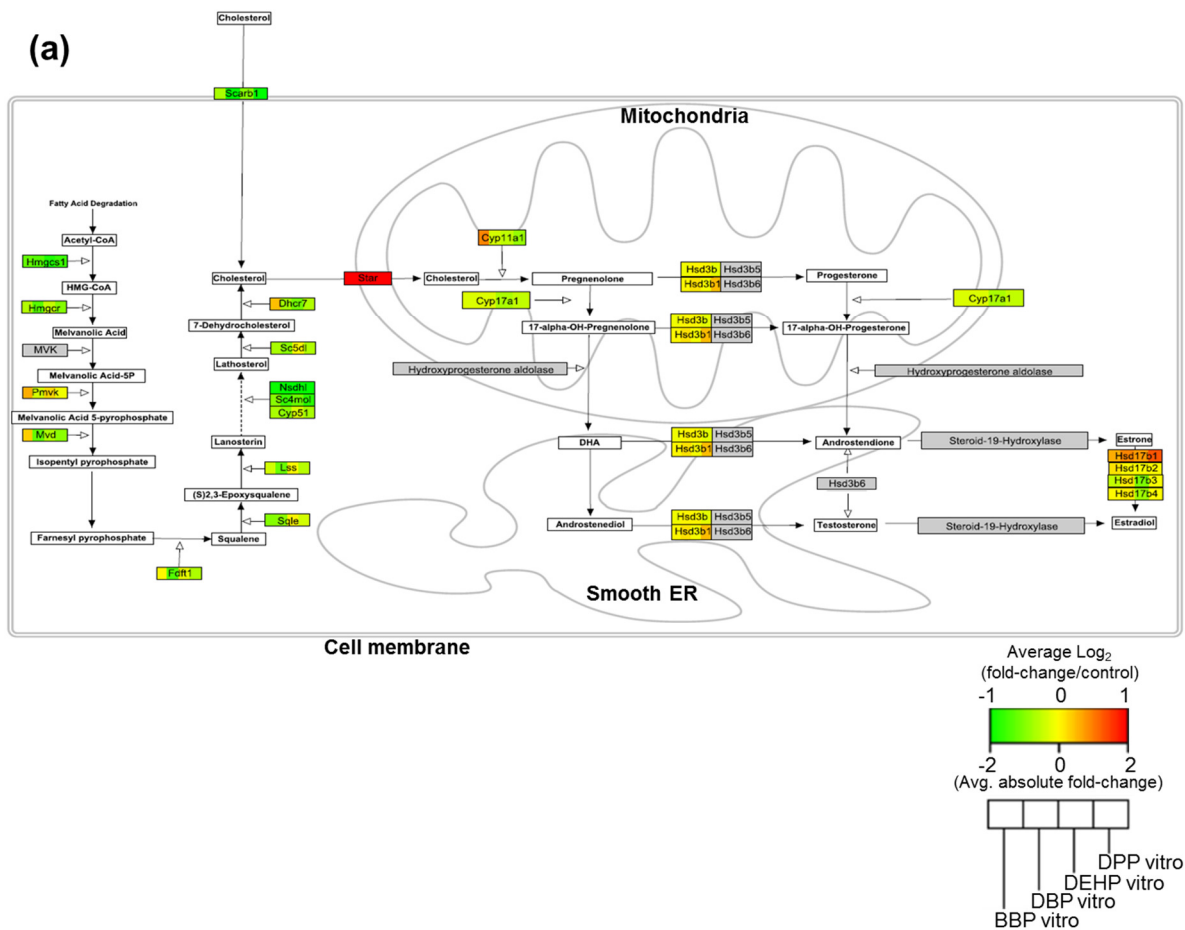 (a)
Cholesterol
Scarb1
Mitochondria
Fatty Acid Degradation
Acetyl-CoA
Hmgcs1
HMG-CoA
Hmgcr
Melvanolic Acid
MVK
Melvanolic Acid-5P
Pmvk
Melvanolic Acid 5-pyrophosphate
Mvd
Isopentyl pyrophosphate
Farnesyl pyrophosphate
Fdft1
Squalene
Sqle
(S)2,3-Epoxysqualene
Lss
Lanosterin
Nsdhl
Sc4mol
Cyp51
Lathosterol
Sc5dl
7-Dehydrocholesterol
Dhcr7
Cholesterol
Star
Cholesterol
Cyp11a1
Pregnenolone
Hsd3b Hsd3b5
Hsd3b1 Hsd3b6
Progesterone
Cyp17a1
Cyp17a1
17-alpha-OH-Pregnenolone
Hsd3b Hsd3b5
Hsd3b1 Hsd3b6
17-alpha-OH-Progesterone
Hydroxyprogesterone aldolase
Hydroxyprogesterone aldolase
DHA
Hsd3b Hsd3b5
Hsd3b1 Hsd3b6
Androstendione
Steroid-19-Hydroxylase
Estrone
Hsd17b1
Hsd17b2
Hsd17b3
Hsd17b4
Hsd3b6
Androstenediol
Hsd3b Hsd3b5
Hsd3b1 Hsd3b6
Testosterone
Steroid-19-Hydroxylase
Estradiol
Smooth ER
Cell membrane
Average Log2
(fold-change/control)
-1 0 1
-2 0 2
(Avg. absolute fold-change)
DPP vitro
DEHP vitro
DBP vitro
BBP vitro